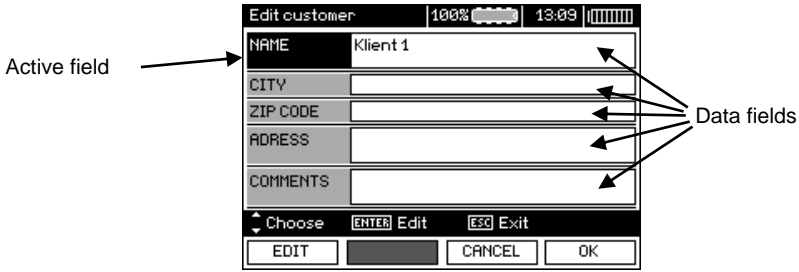 Edit customer 100% 13:09
NAME Klient 1
Active field
CITY
ZIP CODE
Data fields
ADRESS
COMMENTS
Choose ENTER Edit ESC Exit
EDIT CANCEL OK